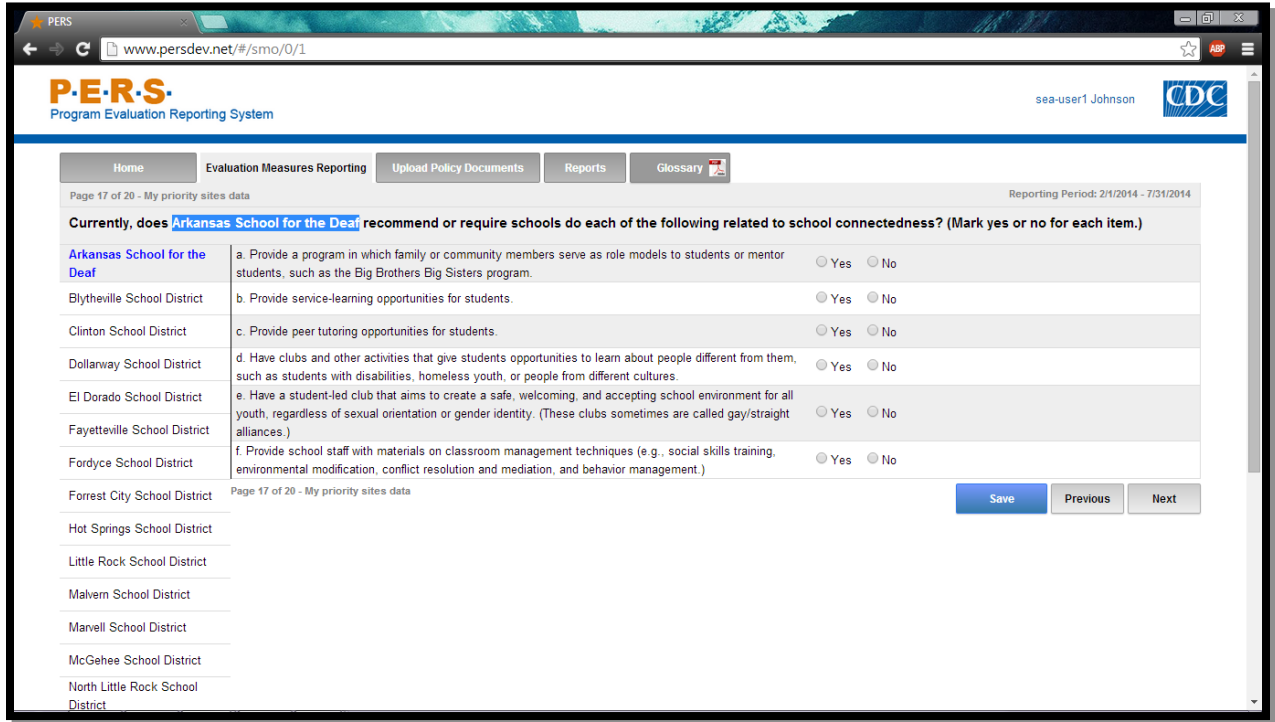 PERS
www.persdev.net/#/smo/0/1
ABP
P·E·R·S·
Program Evaluation Reporting System
sea-user1 Johnson
CDC
Home
Evaluation Measures Reporting
Upload Policy Documents
Reports
Glossary
Page 17 of 20 - My priority sites data
Reporting Period: 2/1/2014 - 7/31/2014
Currently, does Arkansas School for the Deaf recommend or require schools do each of the following related to school connectedness? (Mark yes or no for each item.)
Arkansas School for the
Deaf
Blytheville School District
Clinton School District
Dollarway School District
El Dorado School District
Fayetteville School District
Fordyce School District
Forrest City School District
Hot Springs School District
Little Rock School District
Malvern School District
Marvell School District
McGehee School District
North Little Rock School
District
a. Provide a program in which family or community members serve as role models to students or mentor
students, such as the Big Brothers Big Sisters program.
Yes No
b. Provide service-learning opportunities for students.
Yes No
c. Provide peer tutoring opportunities for students.
Yes No
d. Have clubs and other activities that give students opportunities to learn about people different from them,
such as students with disabilities, homeless youth, or people from different cultures.
Yes No
e. Have a student-led club that aims to create a safe, welcoming, and accepting school environment for all
youth, regardless of sexual orientation or gender identity. (These clubs sometimes are called gay/straight
alliances.)
Yes No
f. Provide school staff with materials on classroom management techniques (e.g., social skills training,
environmental modification, conflict resolution and mediation, and behavior management.)
Yes No
Page 17 of 20 - My priority sites data
Save
Previous
Next